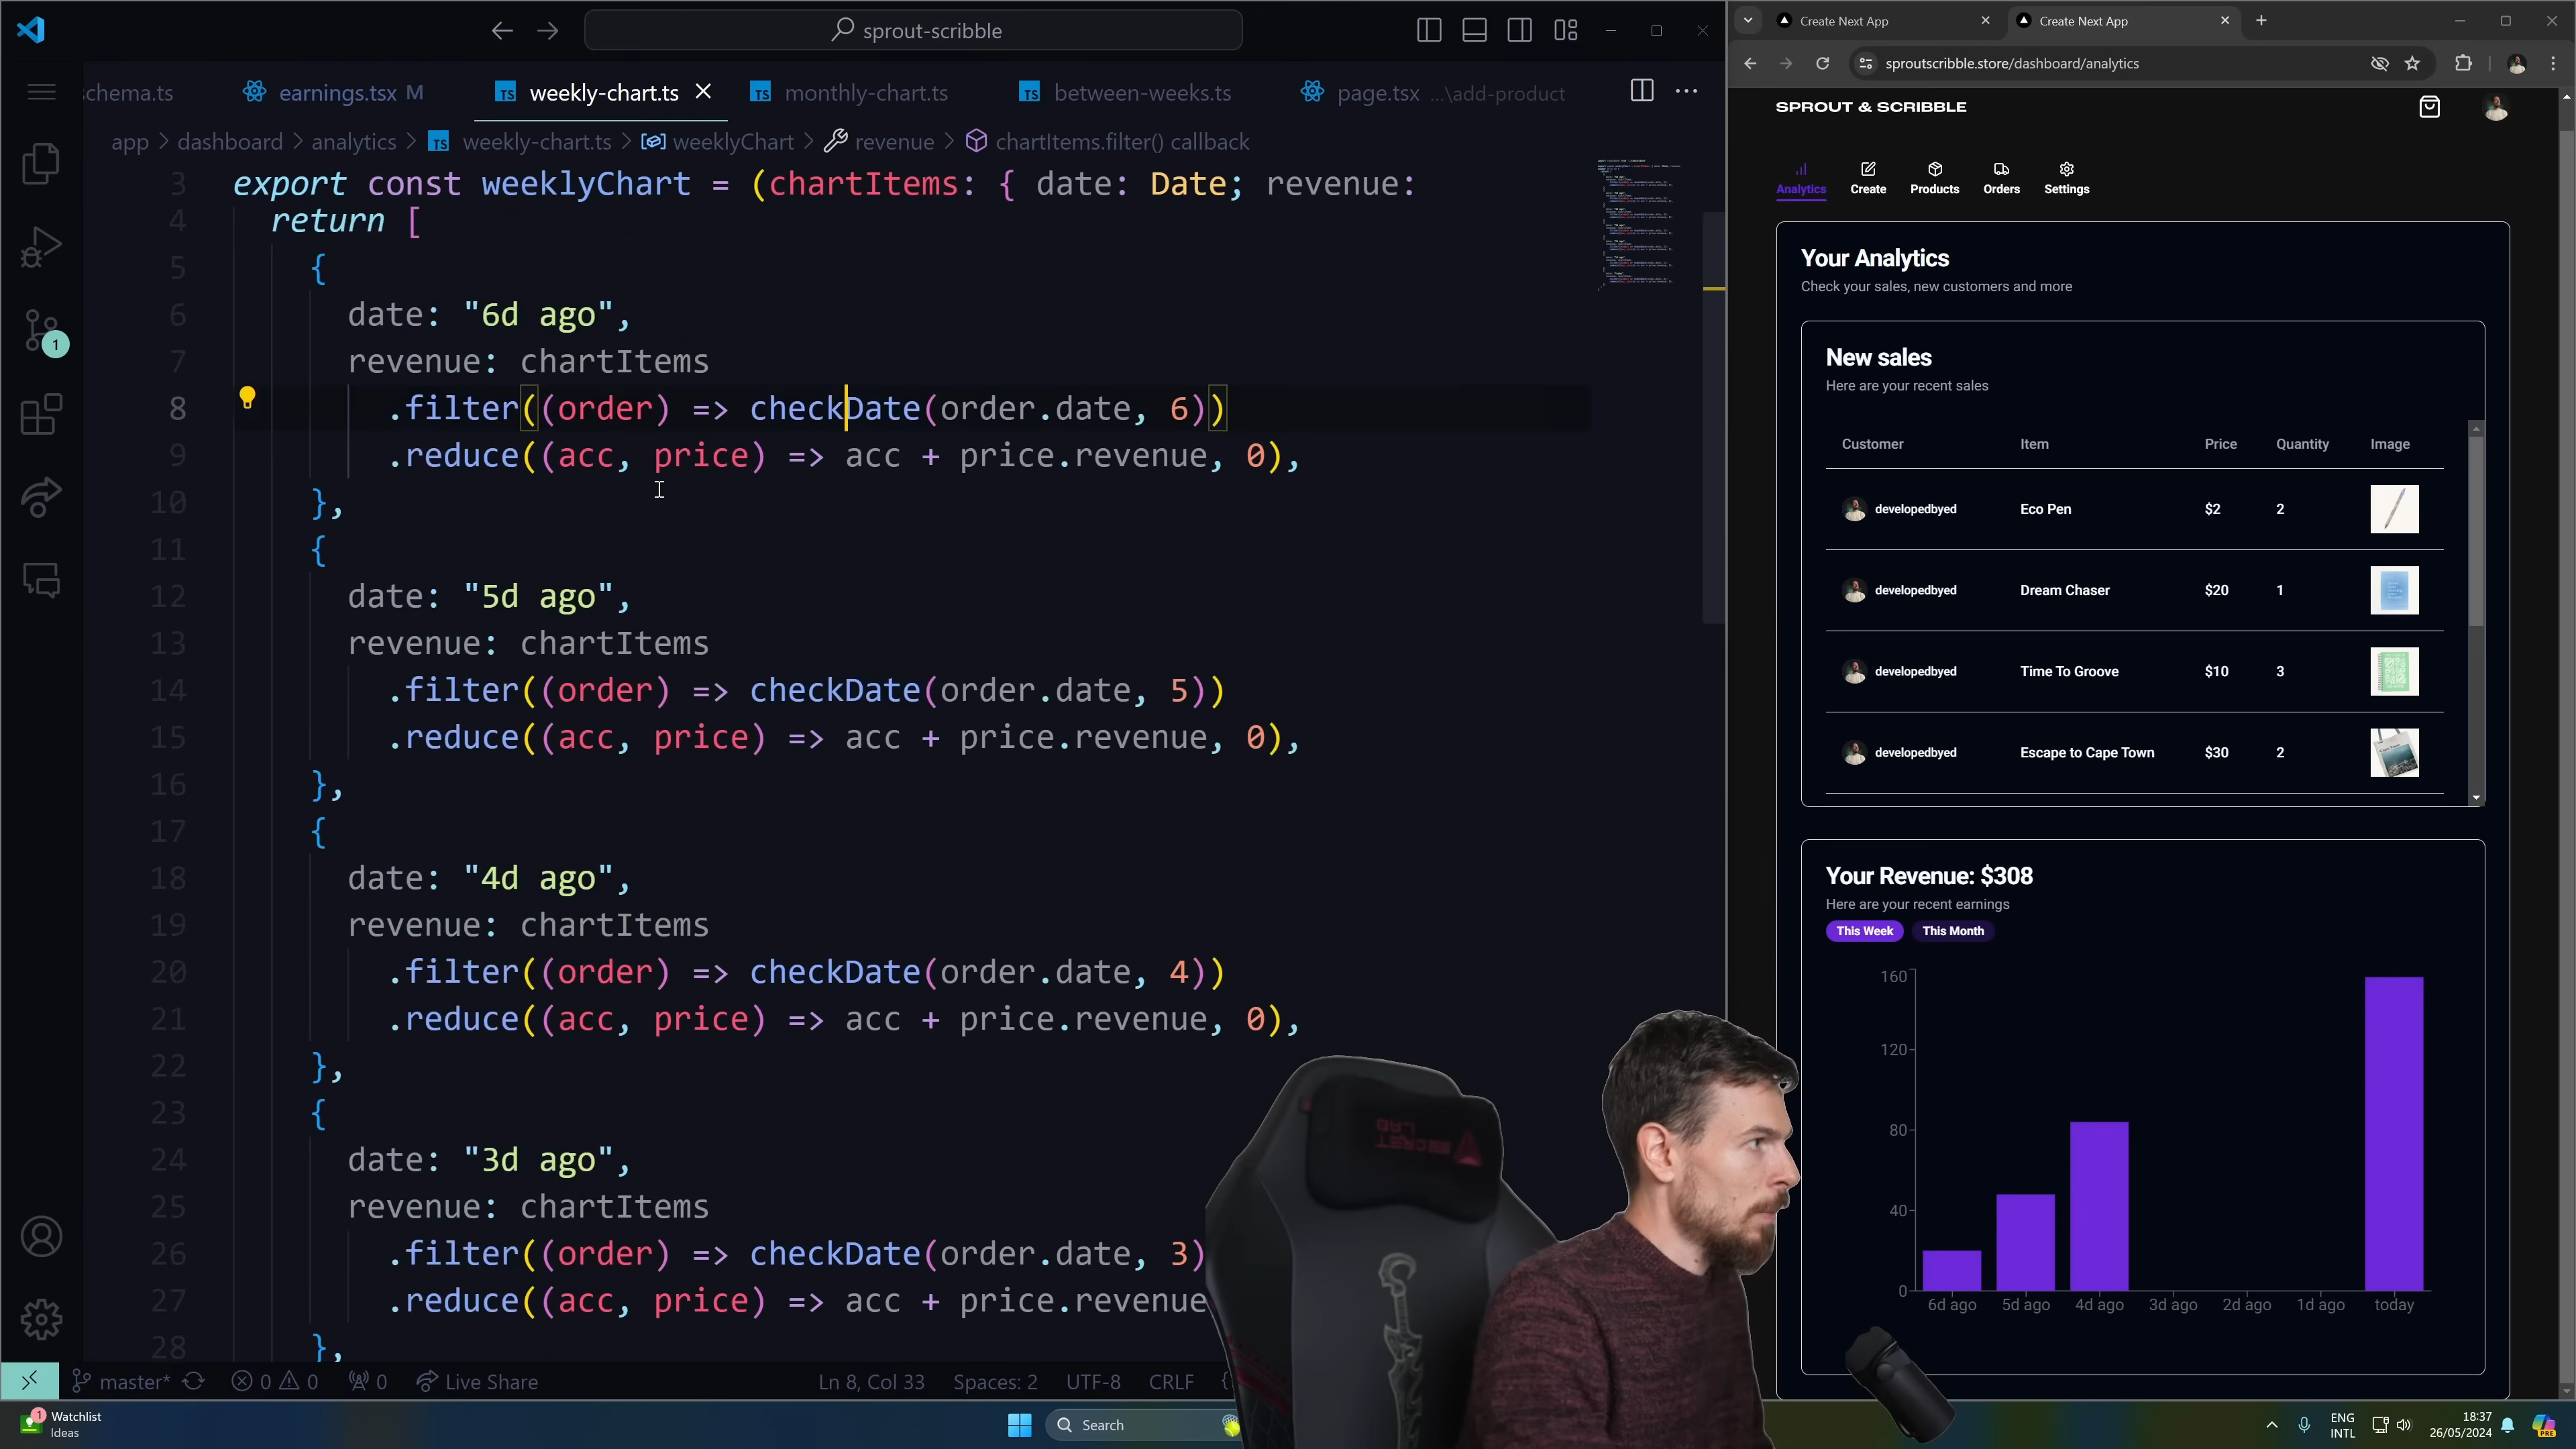 sprout-scribble
schema.ts
earnings.tsx M
weekly-chart.ts
monthly-chart.ts
between-weeks.ts
page.tsx ...\add-product
app > dashboard > analytics > weekly-chart.ts > weeklyChart > revenue > chartItems.filter() callback
3 export const weeklyChart = (chartItems: { date: Date; revenue:
4 return [
5 {
6 date: "6d ago",
7 revenue: chartItems
8 .filter((order) => checkDate(order.date, 6))
9 .reduce((acc, price) => acc + price.revenue, 0),
10 },
11 {
12 date: "5d ago",
13 revenue: chartItems
14 .filter((order) => checkDate(order.date, 5))
15 .reduce((acc, price) => acc + price.revenue, 0),
16 },
17 {
18 date: "4d ago",
19 revenue: chartItems
20 .filter((order) => checkDate(order.date, 4))
21 .reduce((acc, price) => acc + price.revenue, 0),
22 },
23 {
24 date: "3d ago",
25 revenue: chartItems
26 .filter((order) => checkDate(order.date, 3)
27 .reduce((acc, price) => acc + price.revenue
28 },
1
master*
0 0
0
Live Share
Ln 8, Col 33
Spaces: 2
UTF-8
CRLF
{
Create Next App
Create Next App
sproutscribble.store/dashboard/analytics
SPROUT & SCRIBBLE
Analytics
Create
Products
Orders
Settings
Your Analytics
Check your sales, new customers and more
New sales
Here are your recent sales
Customer Item Price Quantity Image
developedbyed Eco Pen $2 2
developedbyed Dream Chaser $20 1
developedbyed Time To Groove $10 3
developedbyed Escape to Cape Town $30 2
Your Revenue: $308
Here are your recent earnings
This Week
This Month
160
120
80
40
0
6d ago 5d ago 4d ago 3d ago 2d ago 1d ago today
1
Watchlist
Ideas
Search
ENG
INTL
18:37
26/05/2024
PRE